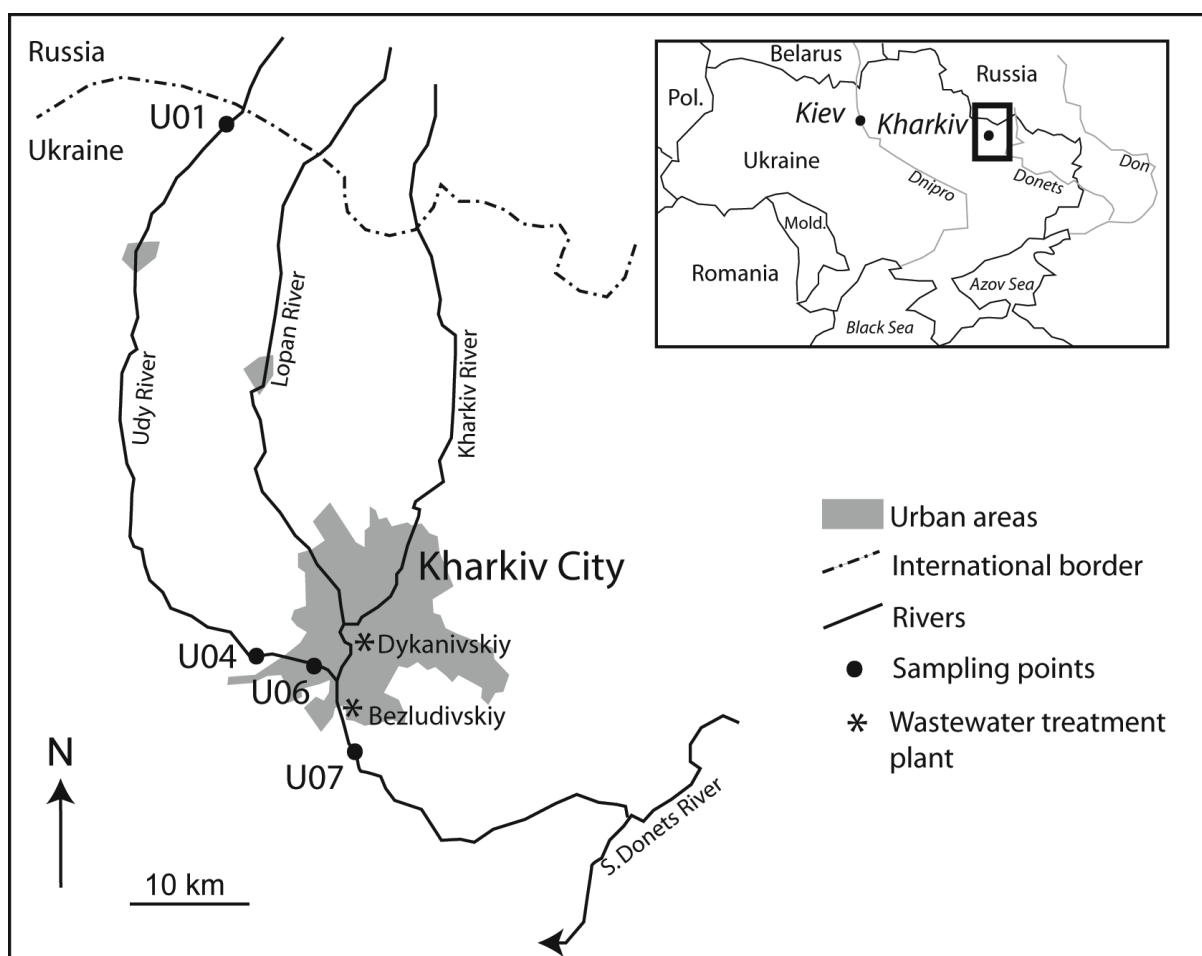 Russia
U01
Ukraine
Udy River
Lopan River
Kharkiv River
Kharkiv City
Dykanivskiy
U04
U06
Bezludivskiy
U07
S. Donets River
N
10 km
Belarus
Russia
Pol.
Kiev
Kharkiv
Ukraine
Dnipro
Donets
Don
Mold.
Romania
Azov Sea
Black Sea
Urban areas
International border
Rivers
Sampling points
Wastewater treatment
plant